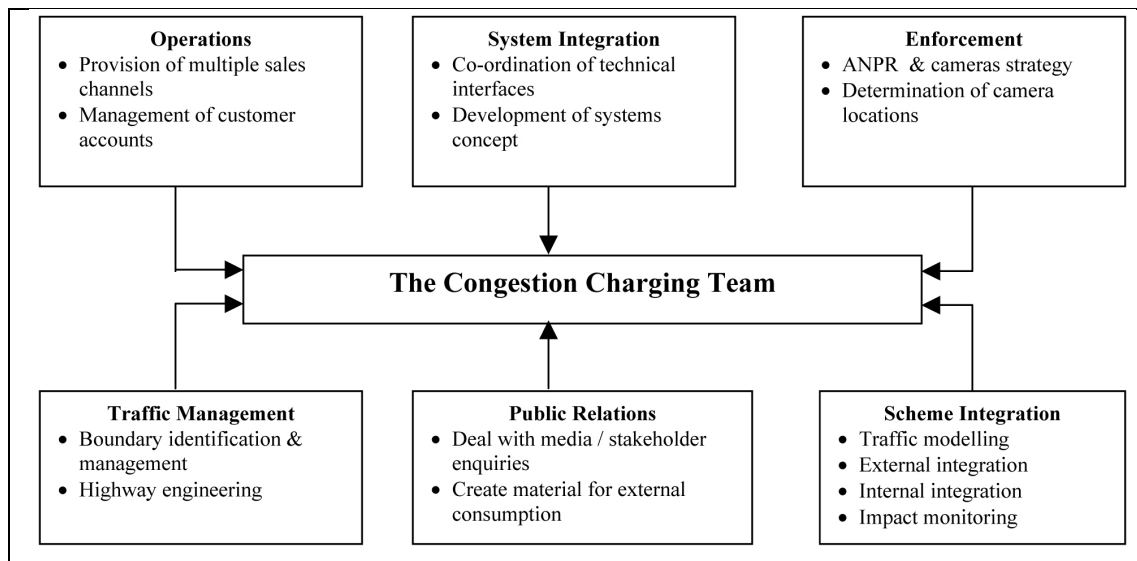 Operations
• Provision of multiple sales
channels
• Management of customer
accounts
System Integration
• Co-ordination of technical
interfaces
• Development of systems
concept
Enforcement
• ANPR & cameras strategy
• Determination of camera
locations
The Congestion Charging Team
Traffic Management
• Boundary identification &
management
• Highway engineering
Public Relations
• Deal with media / stakeholder
enquiries
• Create material for external
consumption
Scheme Integration
• Traffic modelling
• External integration
• Internal integration
• Impact monitoring